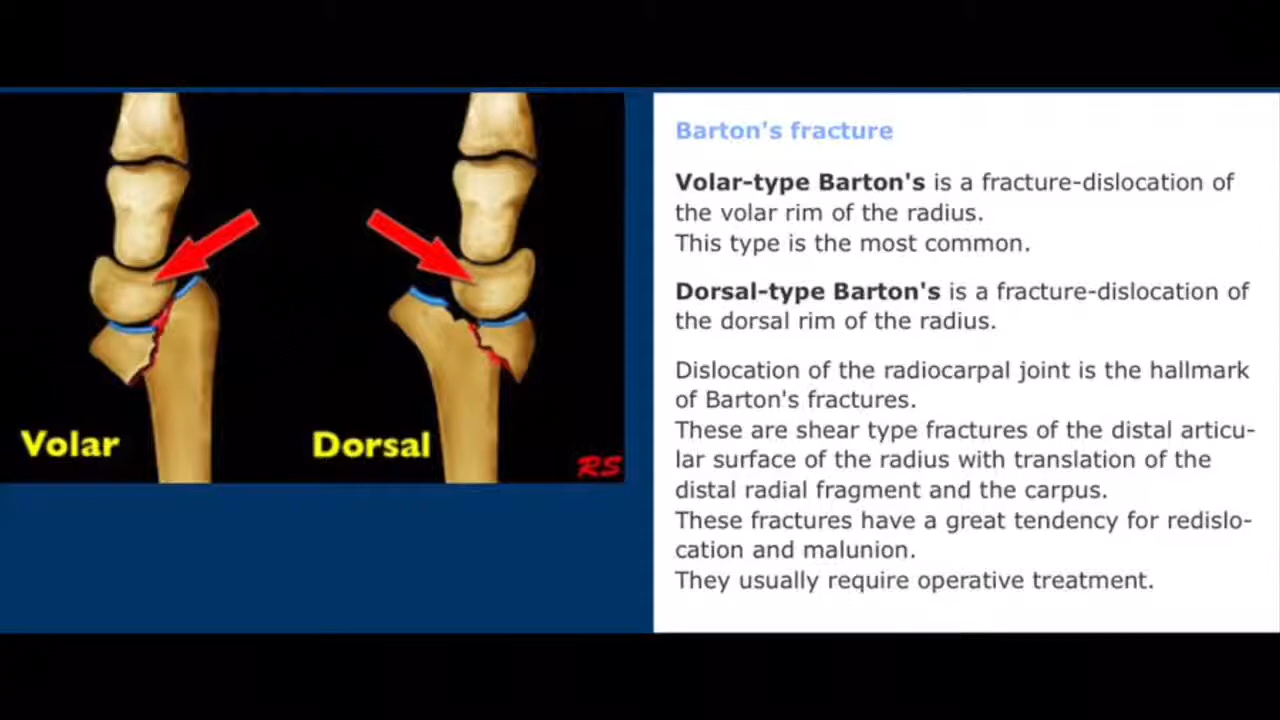 Barton's fracture
Volar-type Barton's is a fracture-dislocation of
the volar rim of the radius.
This type is the most common.
Dorsal-type Barton's is a fracture-dislocation of
the dorsal rim of the radius.
Dislocation of the radiocarpal joint is the hallmark
of Barton's fractures.
These are shear type fractures of the distal articu-
lar surface of the radius with translation of the
distal radial fragment and the carpus.
These fractures have a great tendency for redislo-
cation and malunion.
They usually require operative treatment.
Volar
Dorsal
RS